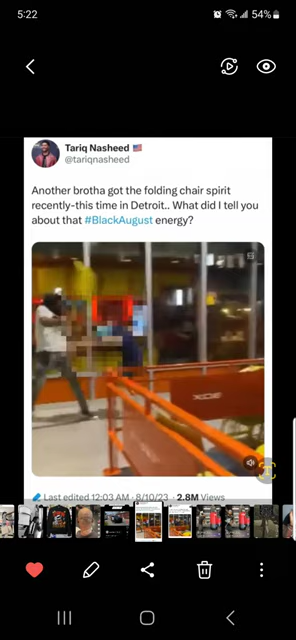 5:22
54%
Tariq Nasheed
@tariqnasheed
Another brotha got the folding chair spirit
recently-this time in Detroit.. What did I tell you
about that #BlackAugust energy?
Last edited 12:03 AM · 8/10/23 · 2.8M Views